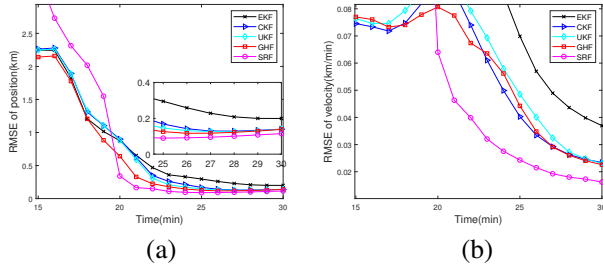 EKF
CKF
UKF
GHF
SRF
RMSE of position(km)
2.5
2
1.5
1
0.5
0
15
20
25
30
Time(min)
0.4
0.2
0
25
26
27
28
29
30
(a)
EKF
CKF
UKF
GHF
SRF
RMSE of velocity(km/min)
0.08
0.07
0.06
0.05
0.04
0.03
0.02
15
20
25
30
Time(min)
(b)